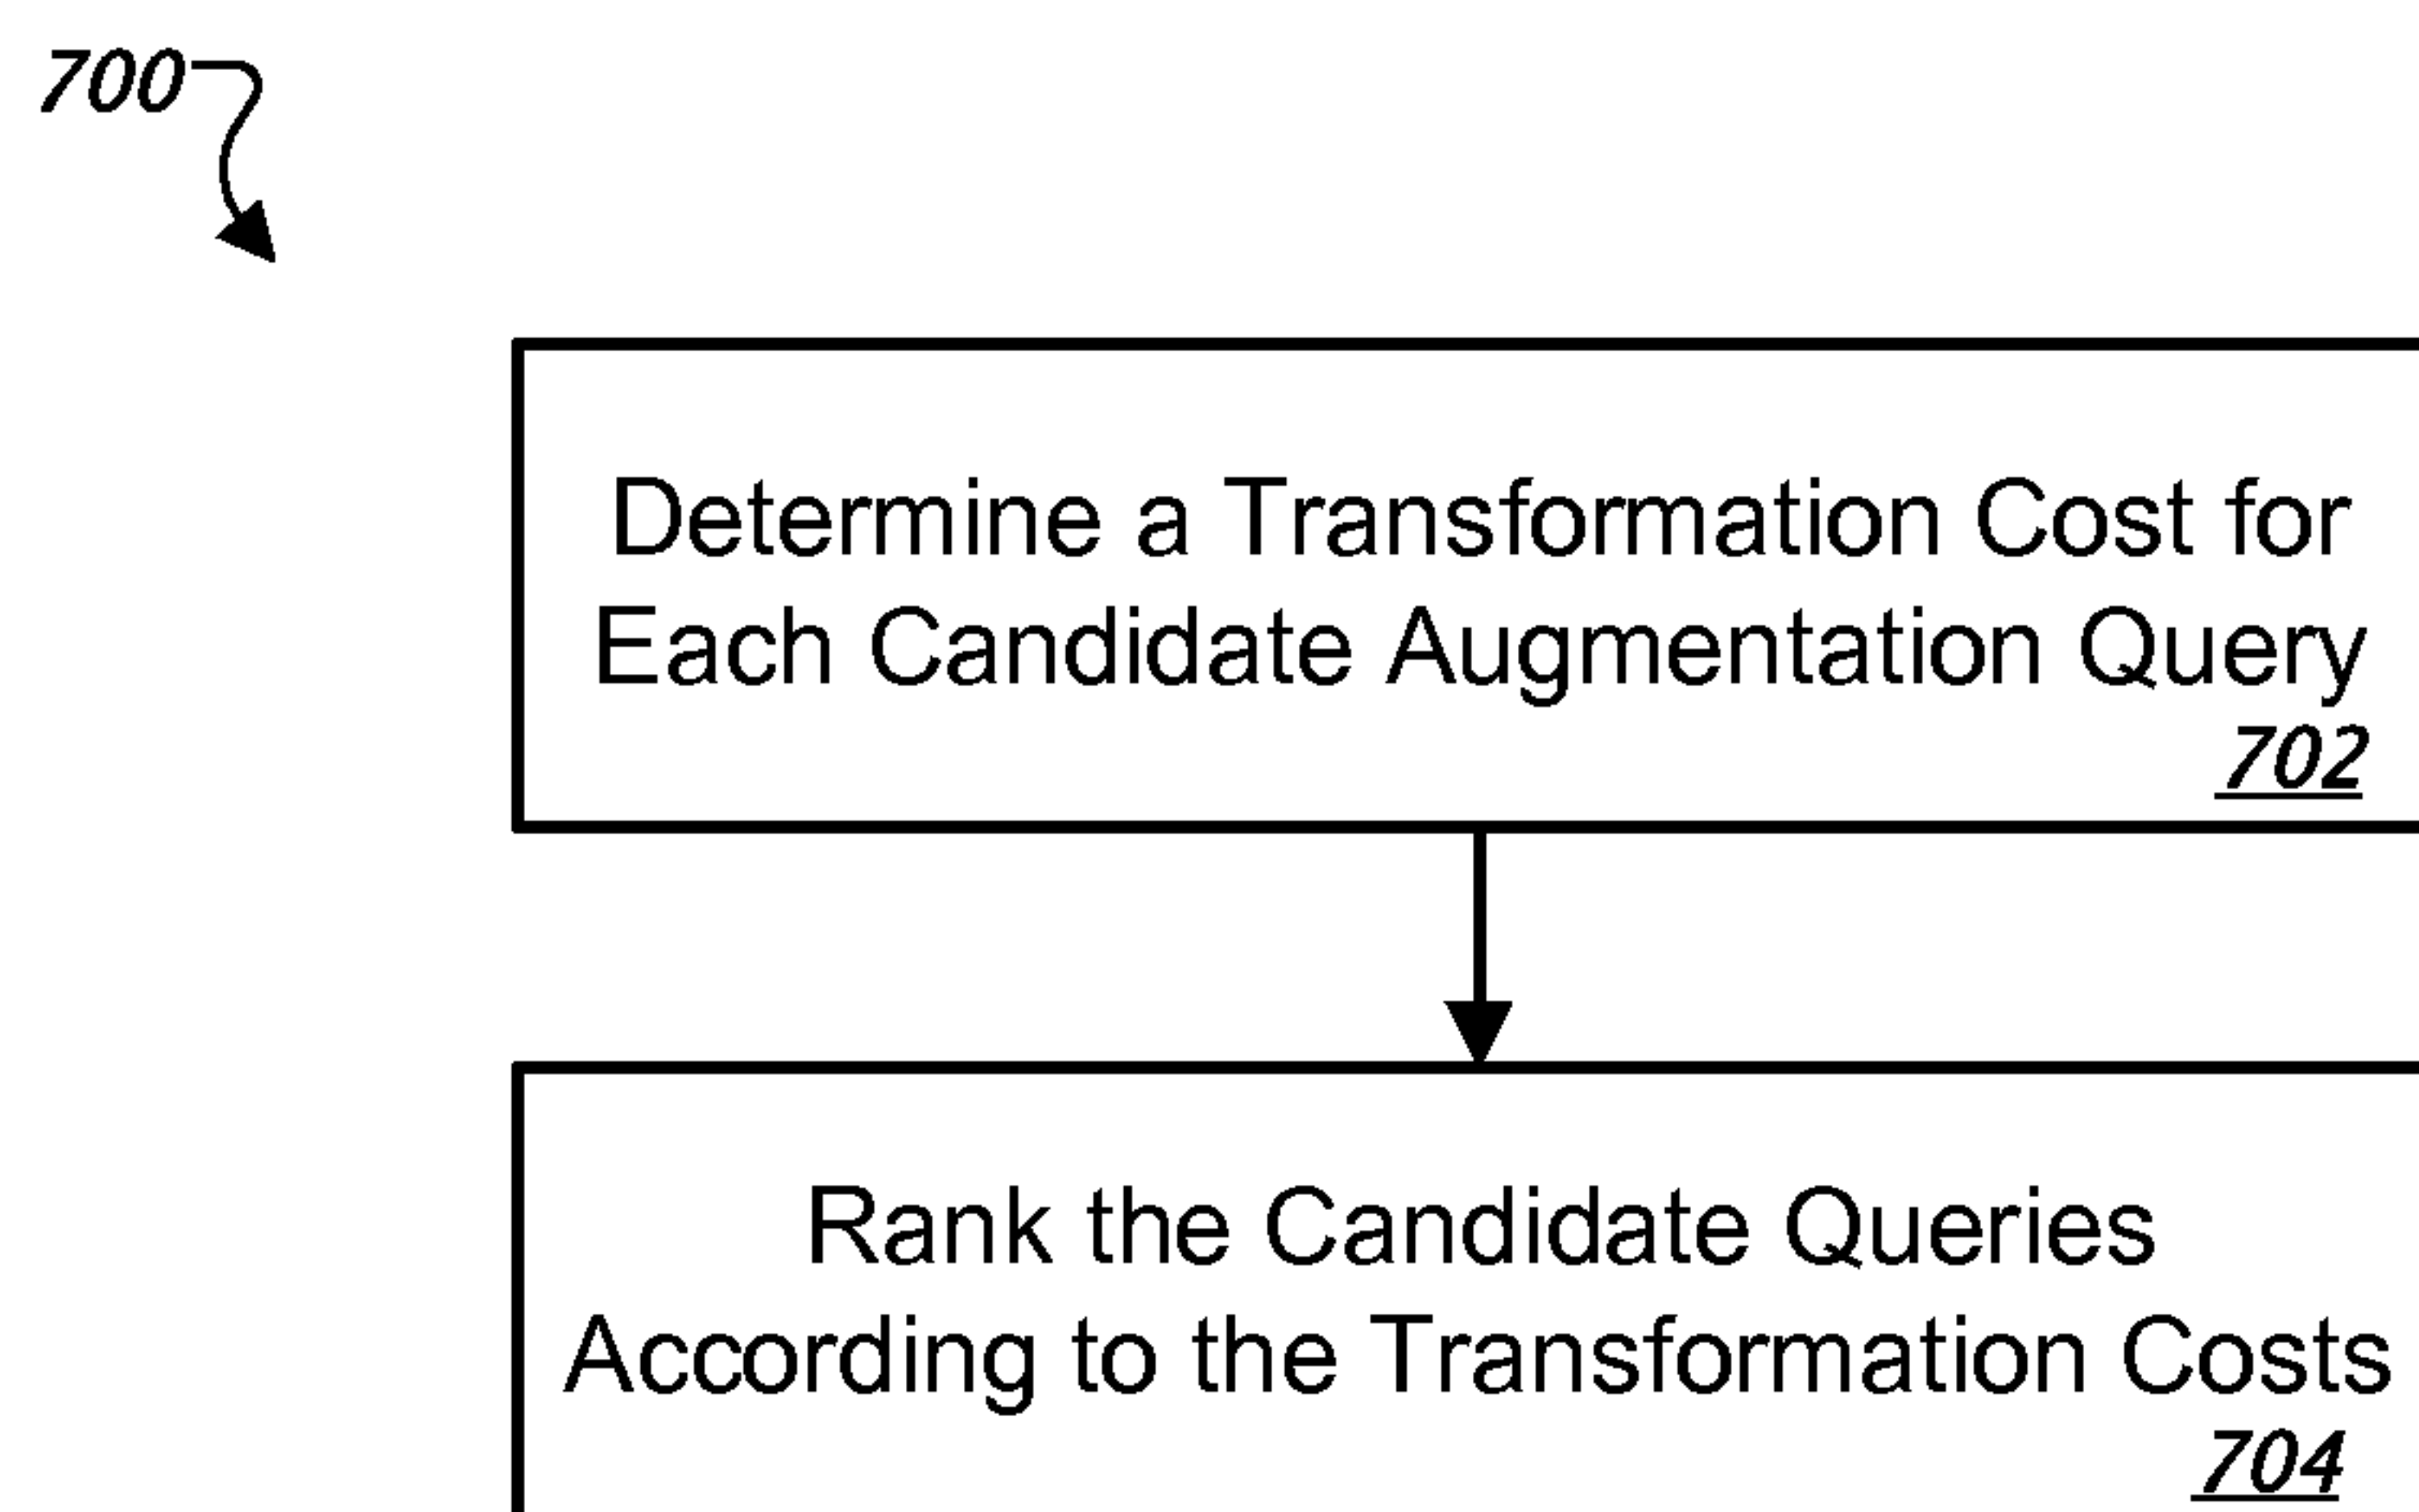 700
Determine a Transformation Cost for
Each Candidate Augmentation Query
702
Rank the Candidate Queries
According to the Transformation Costs
704